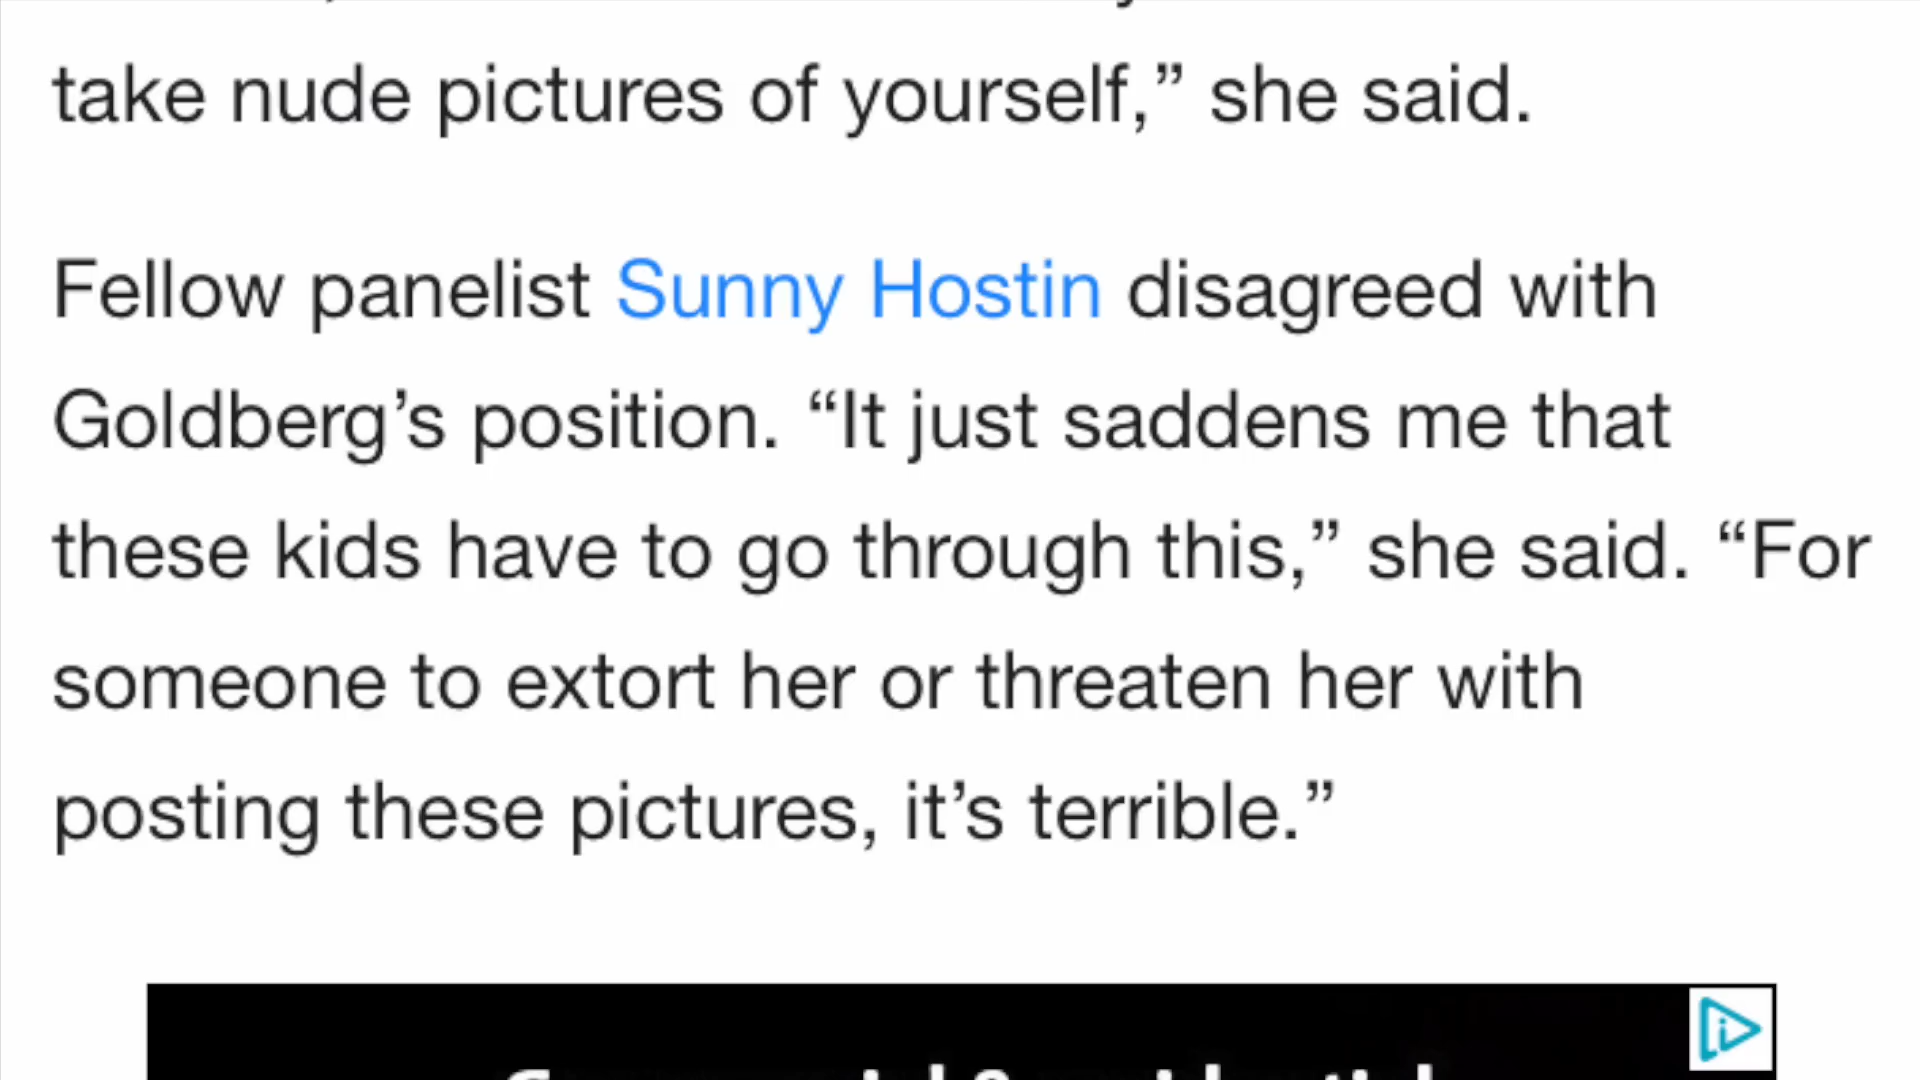 take nude pictures of yourself,” she said.
Fellow panelist Sunny Hostin disagreed with
Goldberg’s position. “It just saddens me that
these kids have to go through this,” she said. “For
someone to extort her or threaten her with
posting these pictures, it’s terrible.”